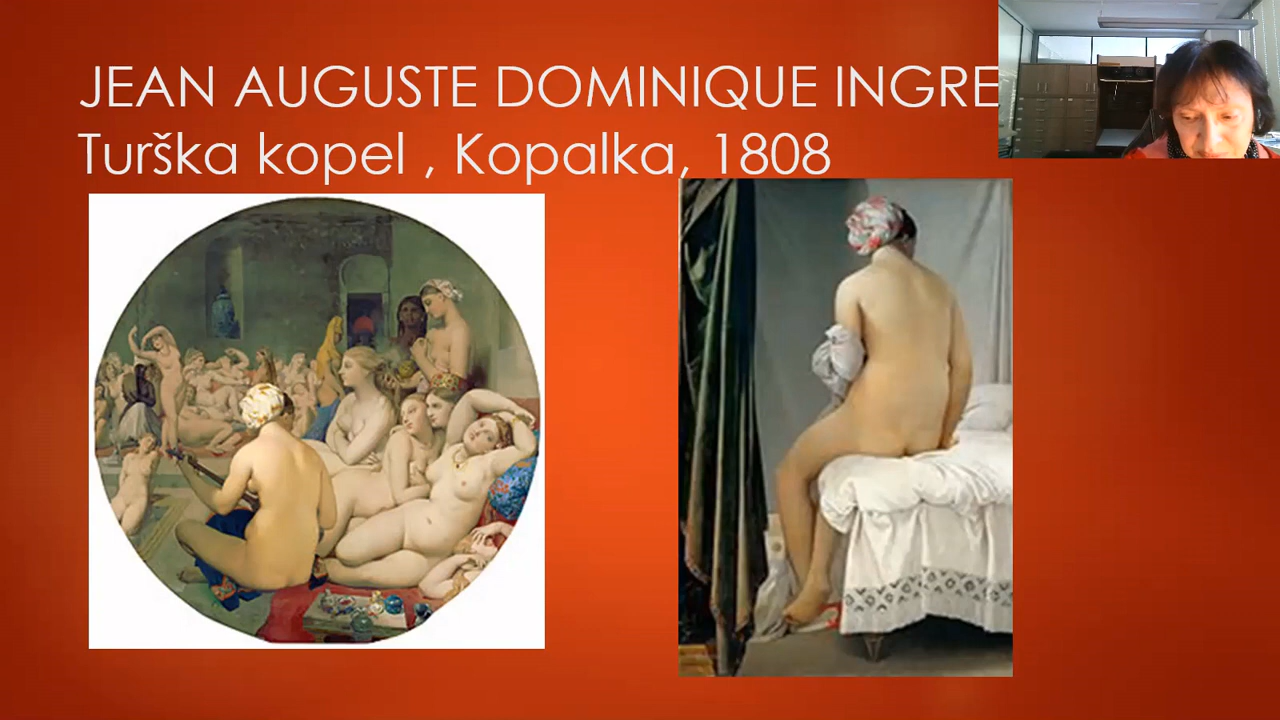 JEAN AUGUSTE DOMINIQUE INGRE
Turška kopel , Kopalka, 1808